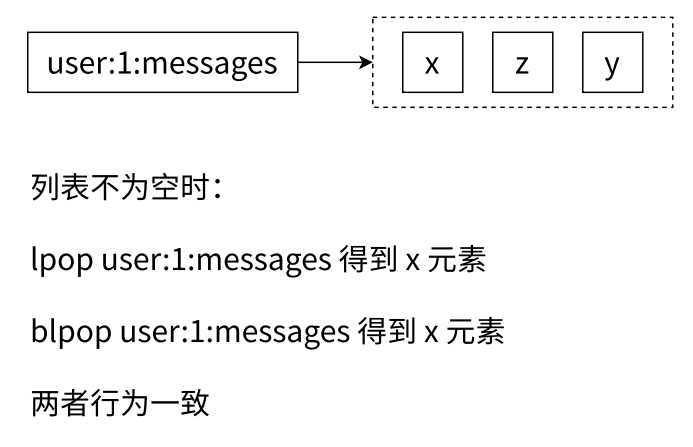 user:1:messages x z y
列表不为空时：
lpop user:1:messages 得到 x 元素
blpop user:1:messages 得到 x 元素
两者行为一致